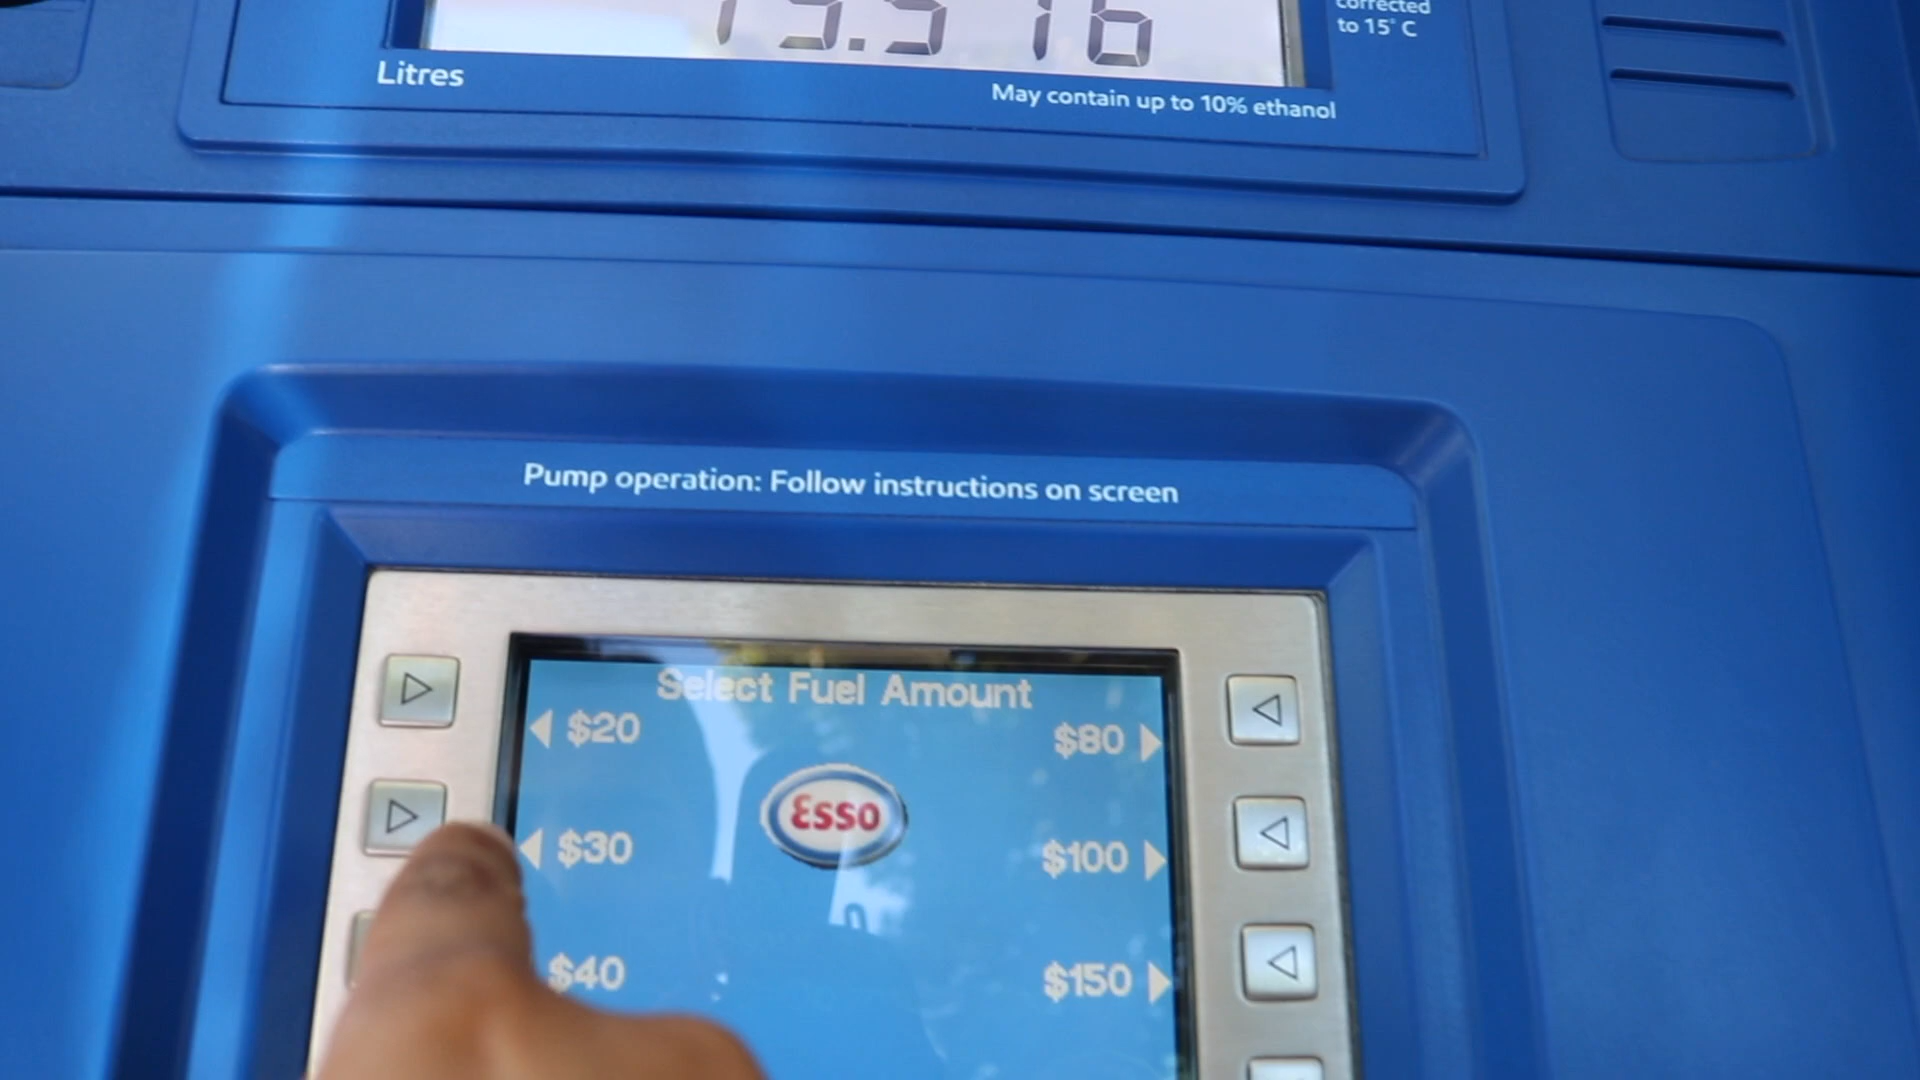 corrected
to 15° C
Litres
May contain up to 10% ethanol
Pump operation: Follow instructions on screen
Select Fuel Amount
$20
$80
Esso
$30
$100
$40
$150